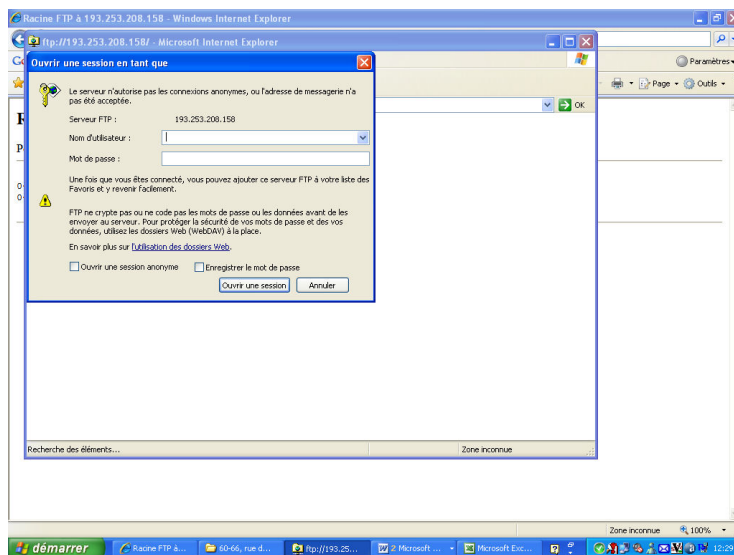 Racine FTP à 193.253.208.158 - Windows Internet Explorer
ftp://193.253.208.158/ - Microsoft Internet Explorer
Paramètres
Page
Outils
OK
Ouvrir une session en tant que
Le serveur n'autorise pas les connexions anonymes, ou l'adresse de messagerie n'a
pas été acceptée.
Serveur FTP : 193.253.208.158
Nom d'utilisateur :
Mot de passe :
Une fois que vous êtes connecté, vous pouvez ajouter ce serveur FTP à votre liste des
Favoris et y revenir facilement.
FTP ne crypte pas ou ne code pas les mots de passe ou les données avant de les
envoyer au serveur. Pour protéger la sécurité de vos mots de passe et des vos
données, utilisez les dossiers Web (WebDAV) à la place.
En savoir plus sur l'utilisation des dossiers Web.
Ouvrir une session anonyme Enregistrer le mot de passe
Ouvrir une session Annuler
Recherche des éléments... Zone inconnue
Zone inconnue 100%
démarrer Racine FTP à... 60-66, rue d... ftp://193.25... 2 Microsoft ... Microsoft Exc... 12:29